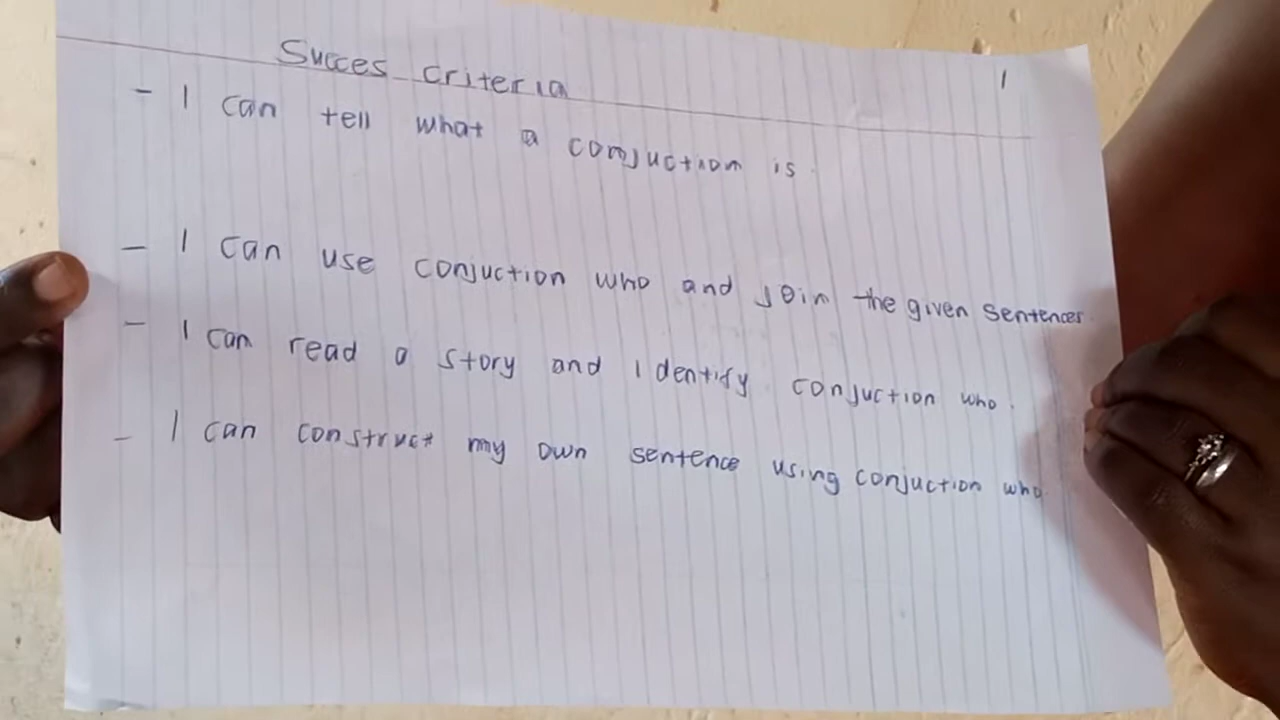 Succes criteria
1
- I can tell what a conjuction is.
- I can use conjuction who and join the given sentences.
- I can read a story and identify conjuction who.
- I can construct my own sentence using conjuction who.